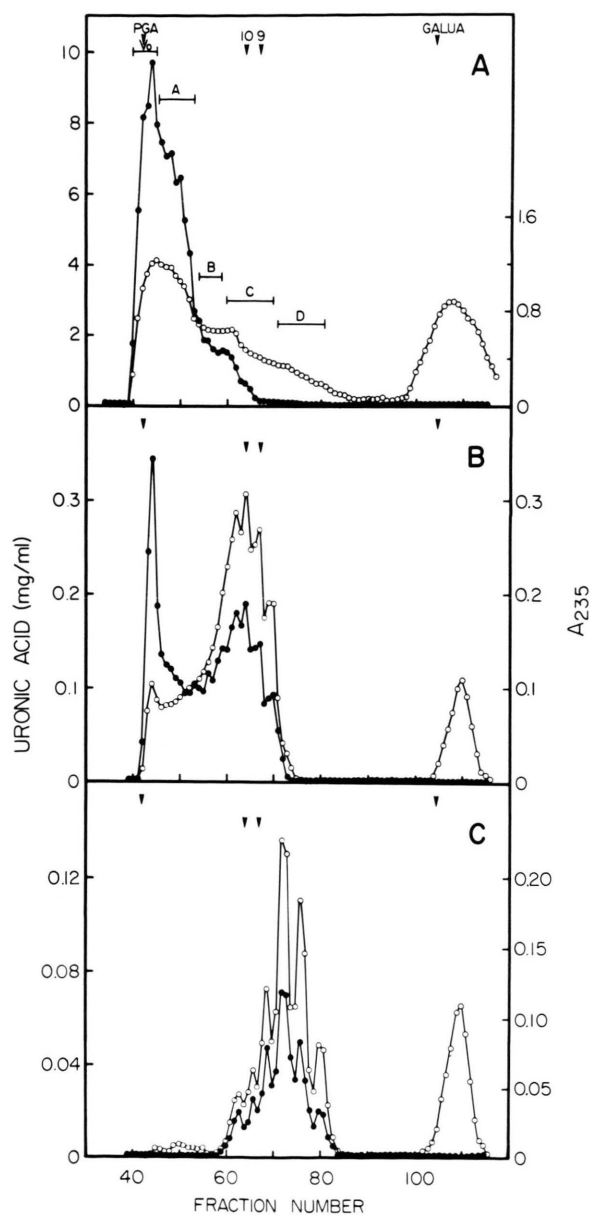 PGA
Vo
10 9
GALUA
A
A
B
C
D
10
8
6
4
2
0
1.6
0.8
0
B
0.3
0.2
0.1
0
0.3
0.2
0.1
0
URONIC ACID (mg/ml)
A235
C
0.12
0.08
0.04
0
0.20
0.15
0.10
0.05
0
40 60 80 100
FRACTION NUMBER